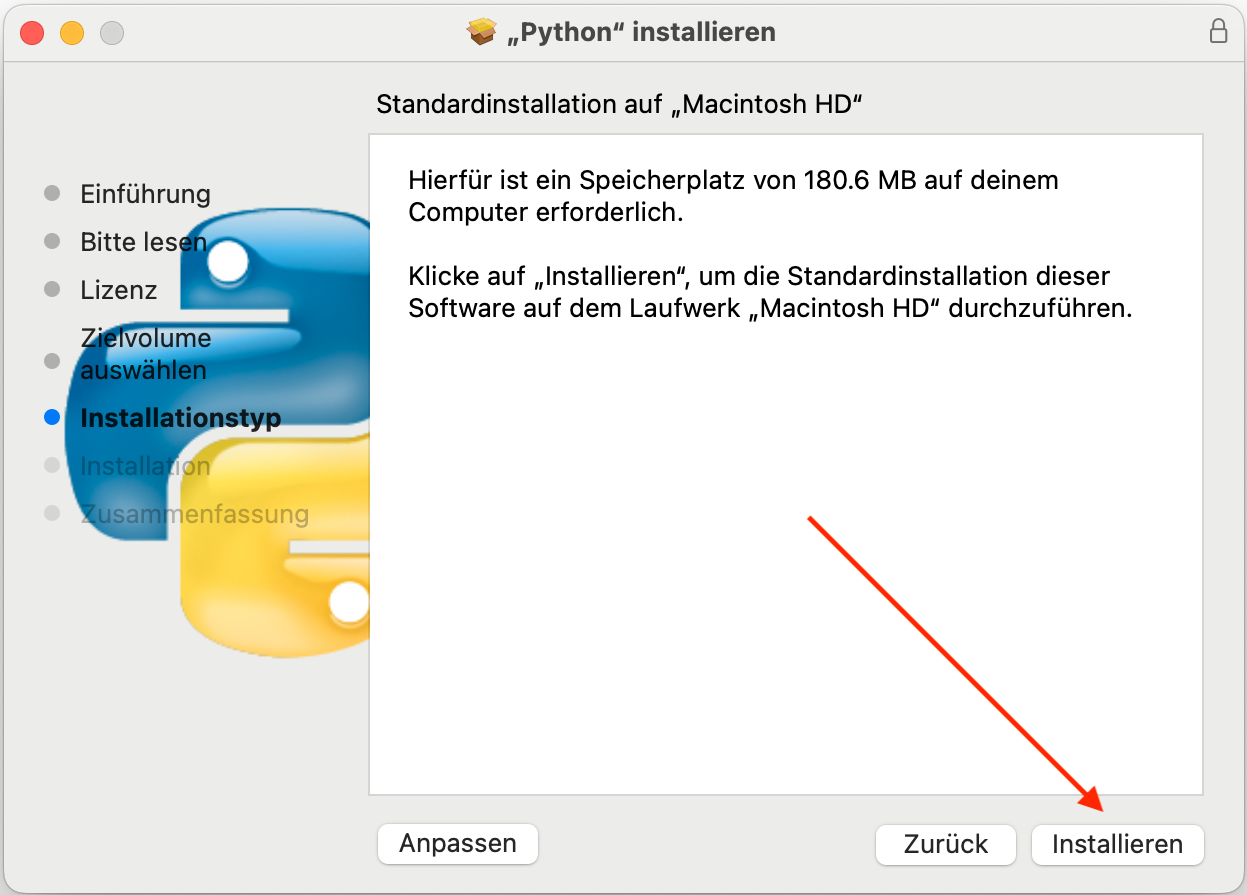 „Python“ installieren
Standardinstallation auf „Macintosh HD“
Einführung
Bitte lesen
Lizenz
Zielvolume
auswählen
Installationstyp
Installation
Zusammenfassung
Hierfür ist ein Speicherplatz von 180.6 MB auf deinem
Computer erforderlich.
Klicke auf „Installieren“, um die Standardinstallation dieser
Software auf dem Laufwerk „Macintosh HD“ durchzuführen.
Anpassen
Zurück
Installieren